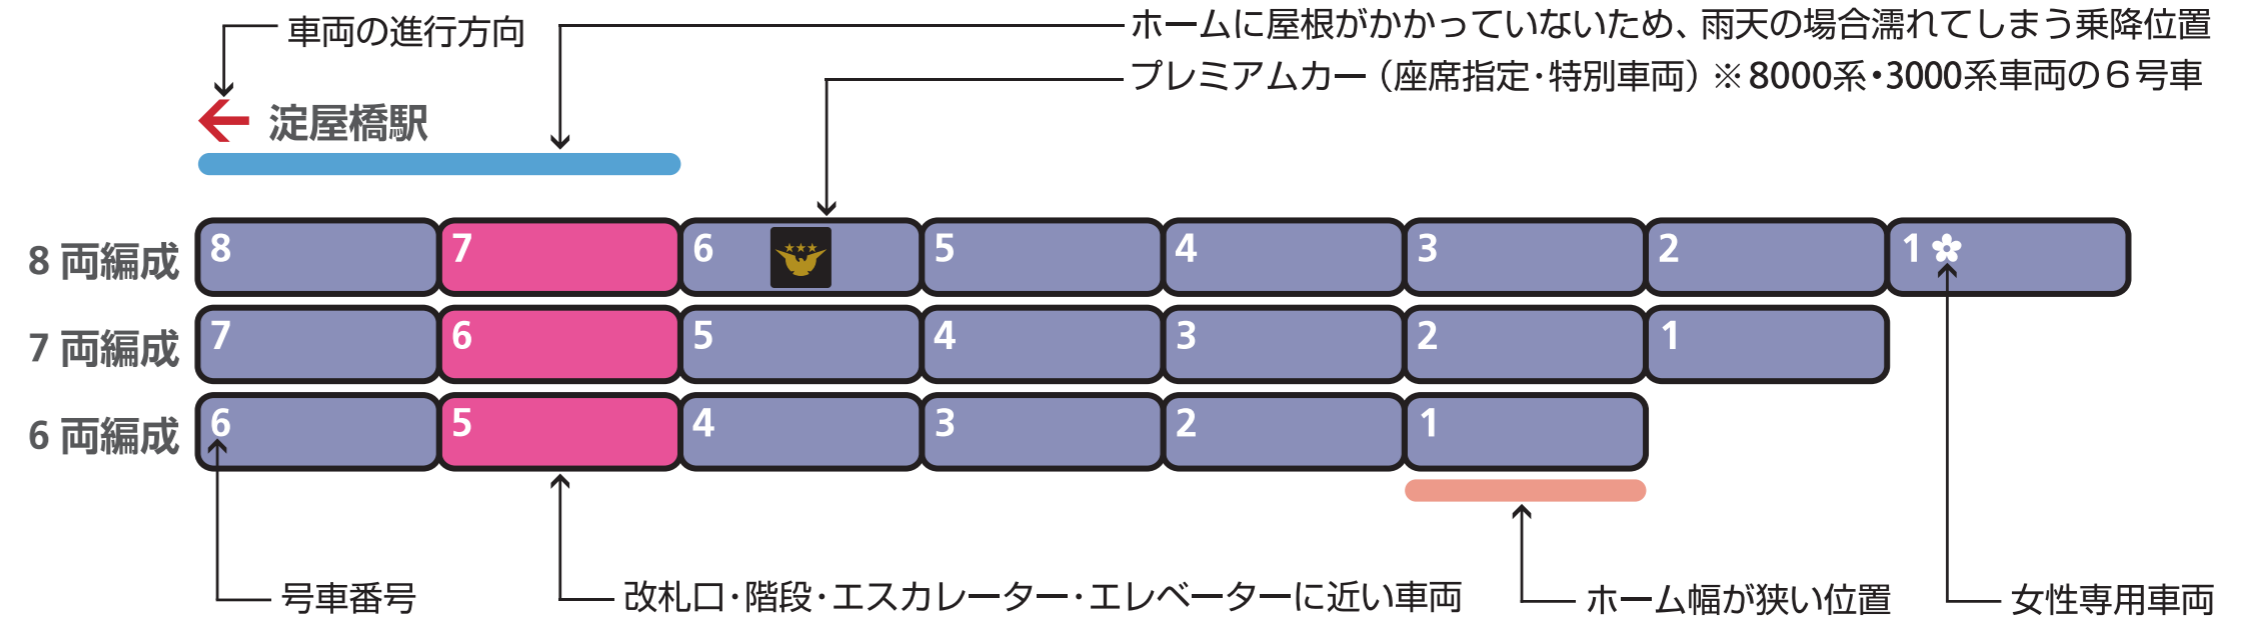 車両の進行方向
ホームに屋根がかかっていないため、雨天の場合濡れてしまう乗降位置
プレミアムカー（座席指定・特別車両）※8000系・3000系車両の６号車
淀屋橋駅
8 両編成 8 7 6 5 4 3 2 1
7 両編成 7 6 5 4 3 2 1
6 両編成 6 5 4 3 2 1
号車番号
改札口・階段・エスカレーター・エレベーターに近い車両
ホーム幅が狭い位置
女性専用車両